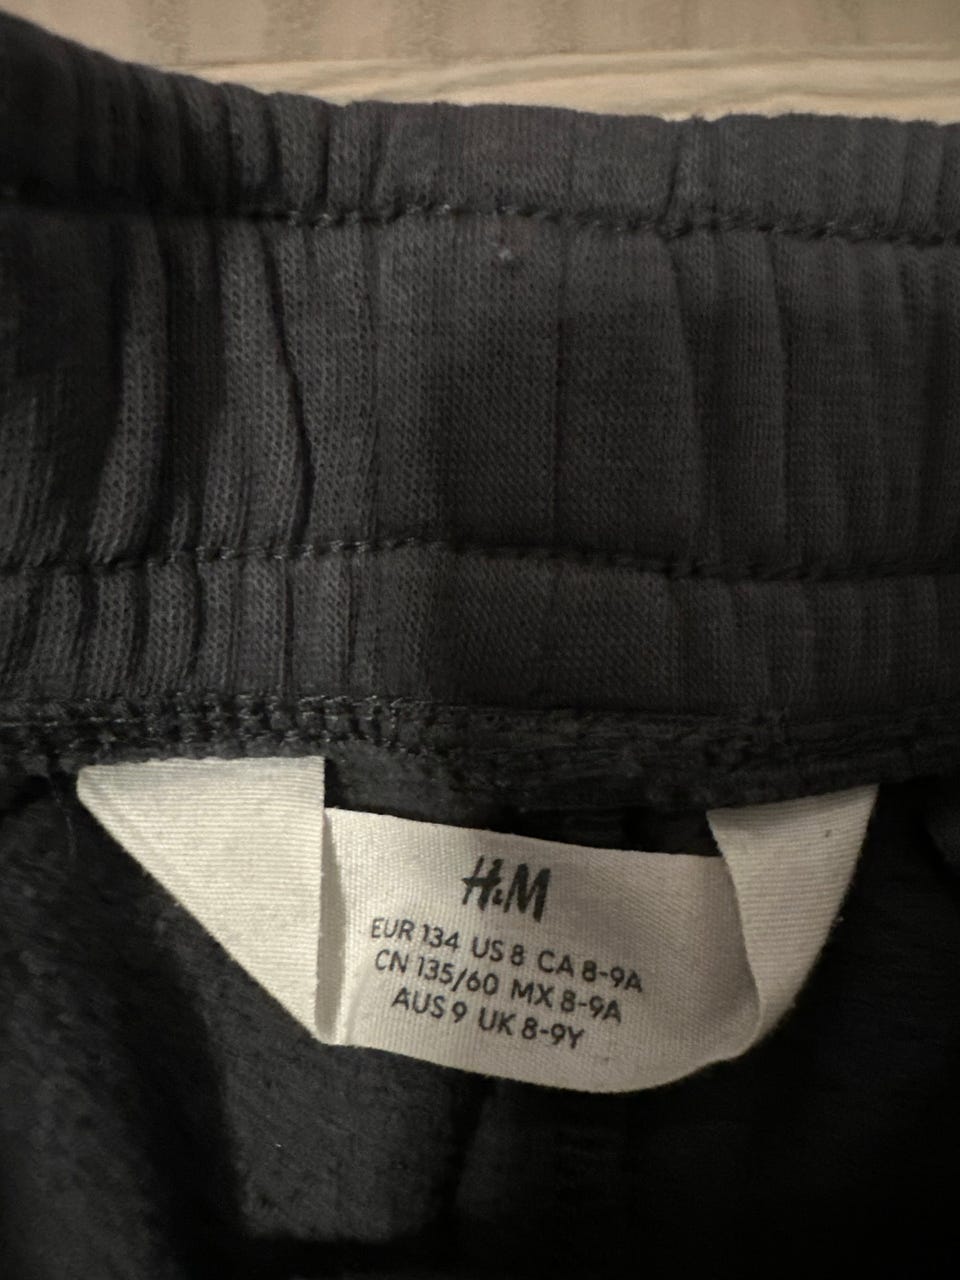 H&M
EUR 134 US 8 CA 8-9A
CN 135/60 MX 8-9A
AUS 9 UK 8-9Y